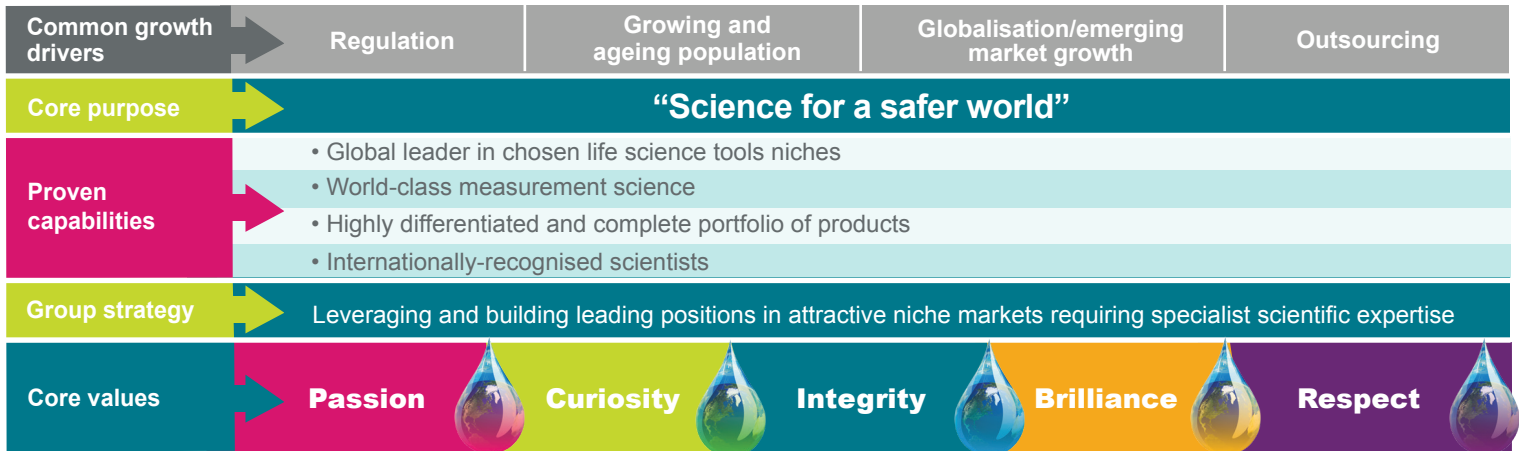 Common growth
drivers
Regulation
Growing and
ageing population
Globalisation/emerging
market growth
Outsourcing
Core purpose
“Science for a safer world”
Proven
capabilities
• Global leader in chosen life science tools niches
• World-class measurement science
• Highly differentiated and complete portfolio of products
• Internationally-recognised scientists
Group strategy
Leveraging and building leading positions in attractive niche markets requiring specialist scientific expertise
Core values
Passion
Curiosity
Integrity
Brilliance
Respect